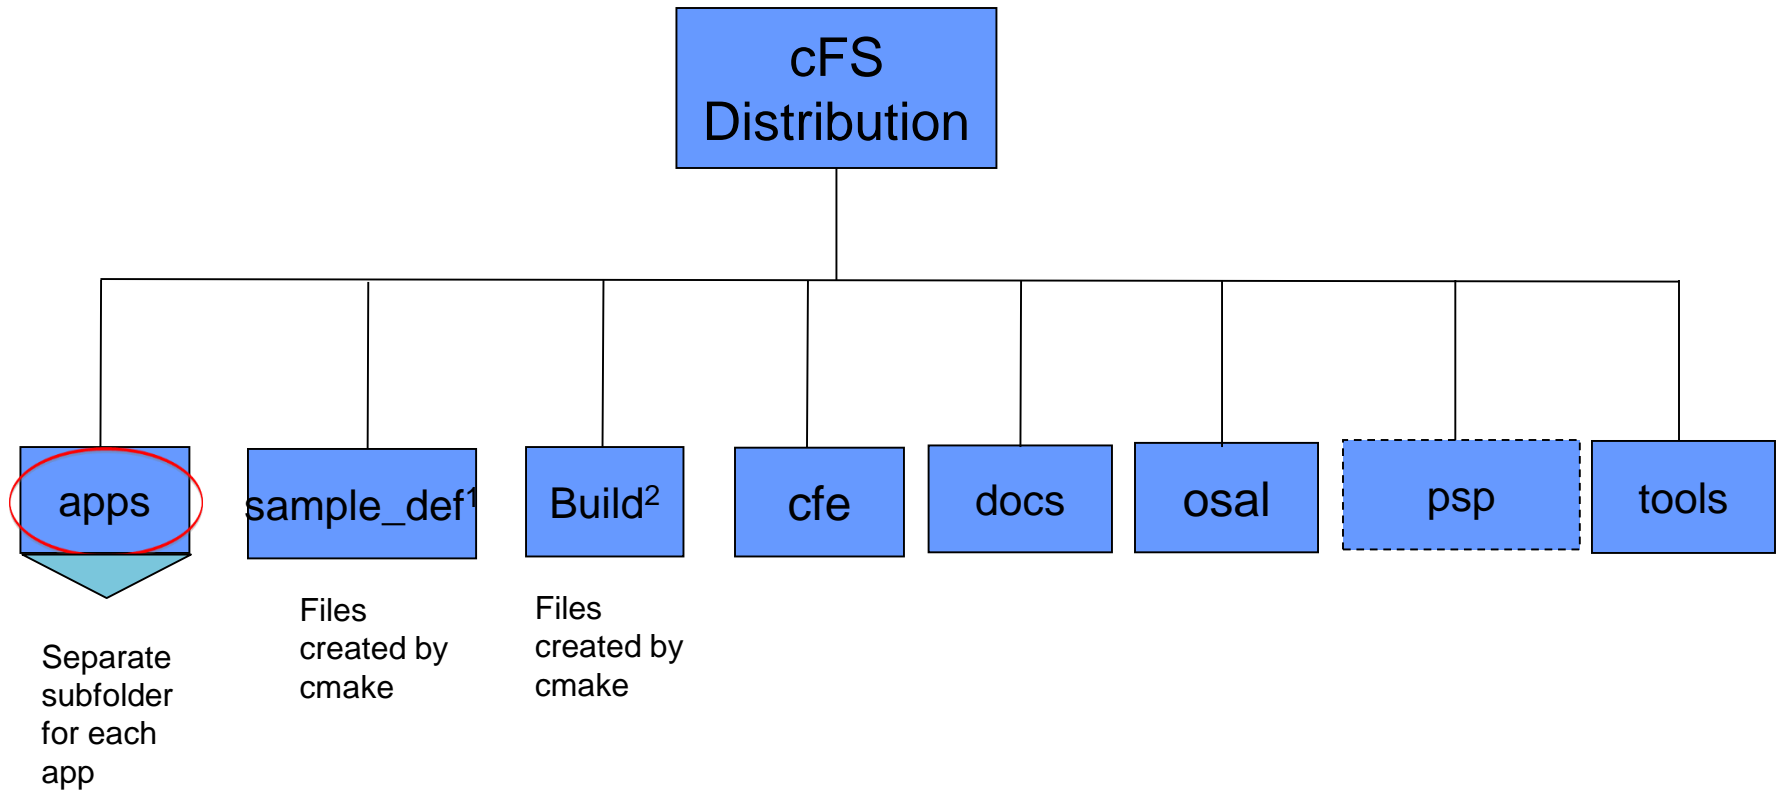 cFS
Distribution
apps
sample_def¹
Build²
cfe
docs
osal
psp
tools
Separate
subfolder
for each
app
Files
created by
cmake
Files
created by
cmake